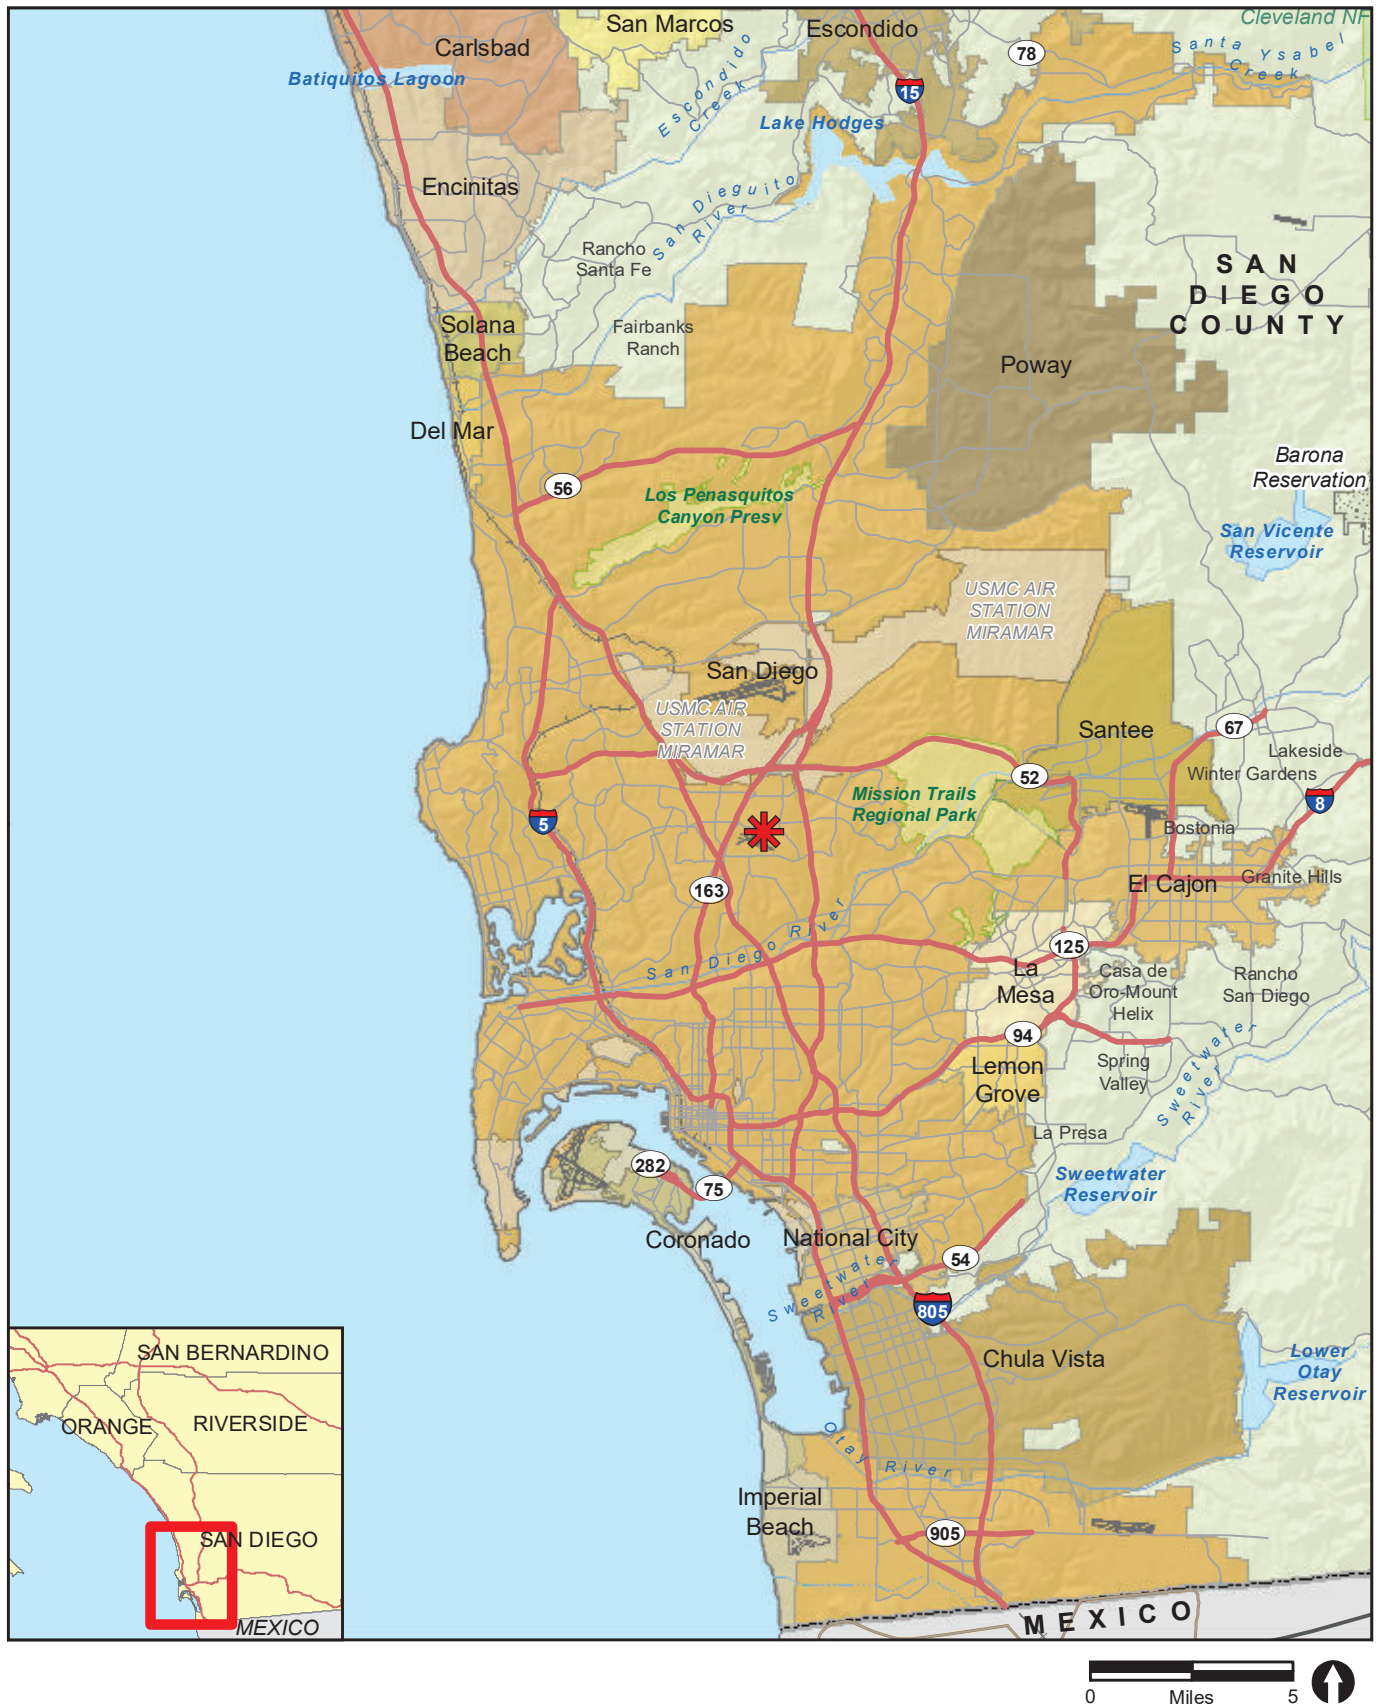 Cleveland NF
San Marcos
Escondido
Carlsbad
78
Santa Ysabel
Creek
Batiquitos Lagoon
Escondido
Creek
15
Lake Hodges
Encinitas
San Dieguito
River
Rancho
Santa Fe
SAN
DIEGO
COUNTY
Solana
Beach
Fairbanks
Ranch
Poway
Del Mar
Barona
Reservation
56
Los Penasquitos
Canyon Presv
San Vicente
Reservoir
USMC AIR
STATION
MIRAMAR
San Diego
USMC AIR
STATION
MIRAMAR
Santee
67
Lakeside
Winter Gardens
52
Mission Trails
Regional Park
8
5
Bostonia
El Cajon
Granite Hills
163
San Diego River
125
La
Mesa
Casa de
Oro-Mount
Helix
Rancho
San Diego
94
Lemon
Grove
Spring
Valley
Sweetwater
River
La Presa
282
75
Sweetwater
Reservoir
Coronado
National City
54
Sweetwater
River
805
Chula Vista
Lower
Otay
Reservoir
Otay River
Imperial
Beach
905
MEXICO
SAN BERNARDINO
ORANGE
RIVERSIDE
SAN DIEGO
MEXICO
0 Miles 5